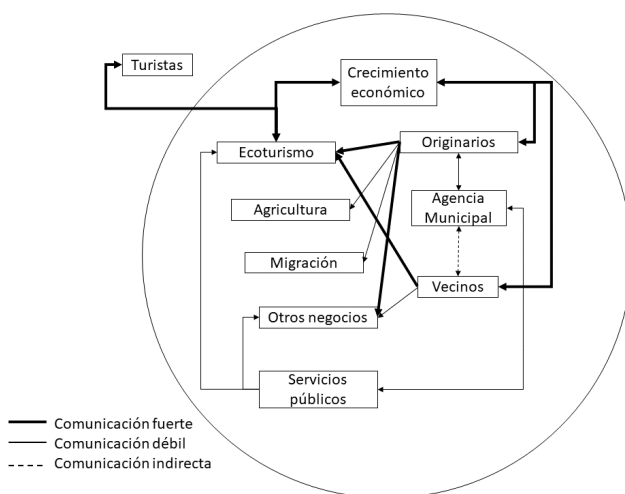 Turistas
Crecimiento
económico
Ecoturismo
Originarios
Agricultura
Agencia
Municipal
Migración
Vecinos
Otros negocios
Servicios
públicos
Comunicación fuerte
Comunicación débil
Comunicación indirecta